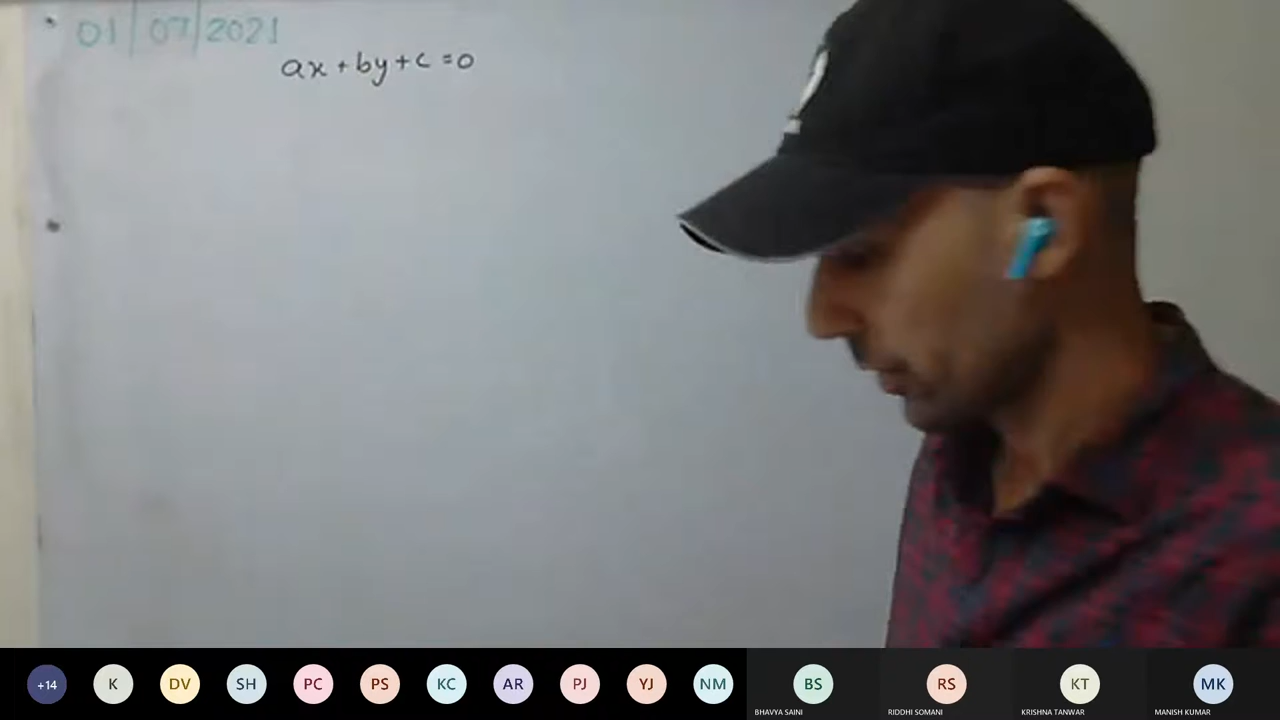 01/07/2021
ax + by + c = 0
+14 K DV SH PC PS KC AR PJ YJ NM BS RS KT MK
BHAVYA SAINI RIDDHI SOMANI KRISHNA TANWAR MANISH KUMAR